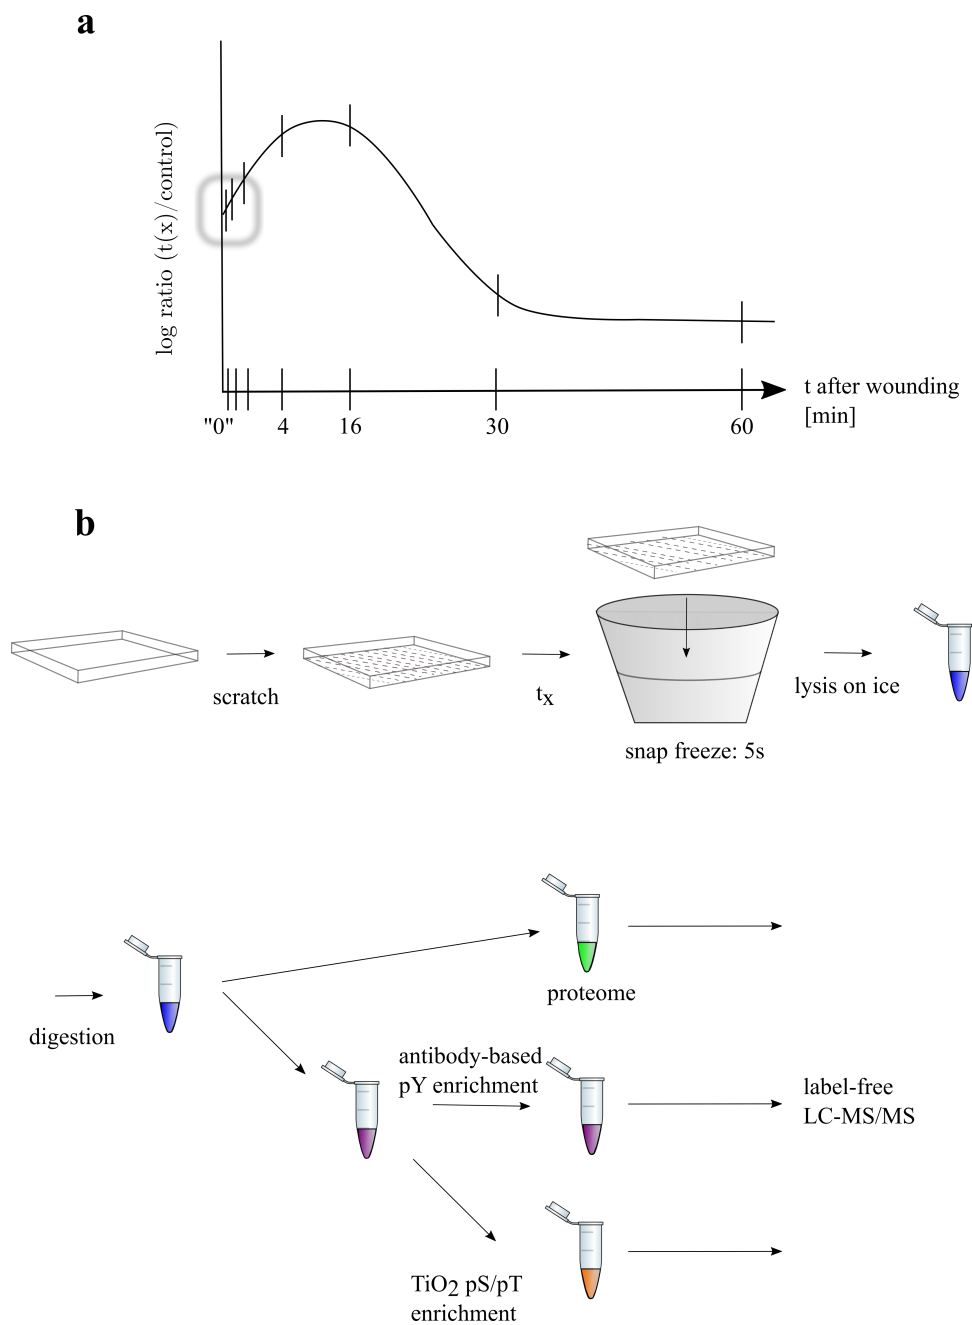 a
log ratio (t(x)/control)
t after wounding
[min]
"0" 4 16 30 60
b
scratch
tx
snap freeze: 5s
lysis on ice
digestion
proteome
antibody-based
pY enrichment
label-free
LC-MS/MS
TiO2 pS/pT
enrichment